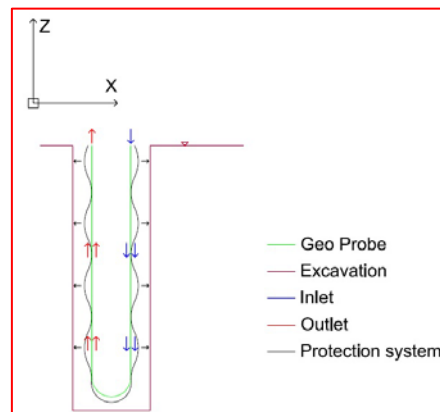 Z
X
Geo Probe
Excavation
Inlet
Outlet
Protection system